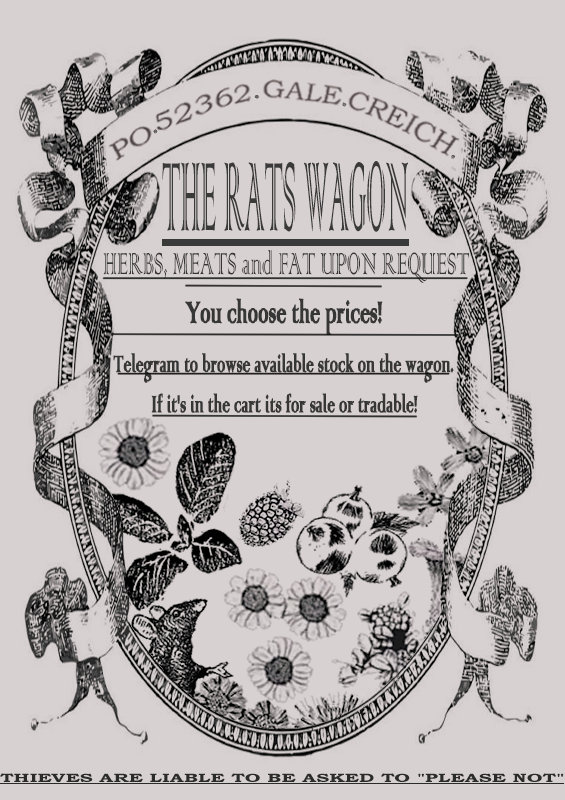 PO.52362.GALE.CREICH.
THE RATS WAGON
HERBS, MEATS and FAT UPON REQUEST
You choose the prices!
Telegram to browse available stock on the wagon.
If it's in the cart its for sale or tradable!
THIEVES ARE LIABLE TO BE ASKED TO "PLEASE NOT"